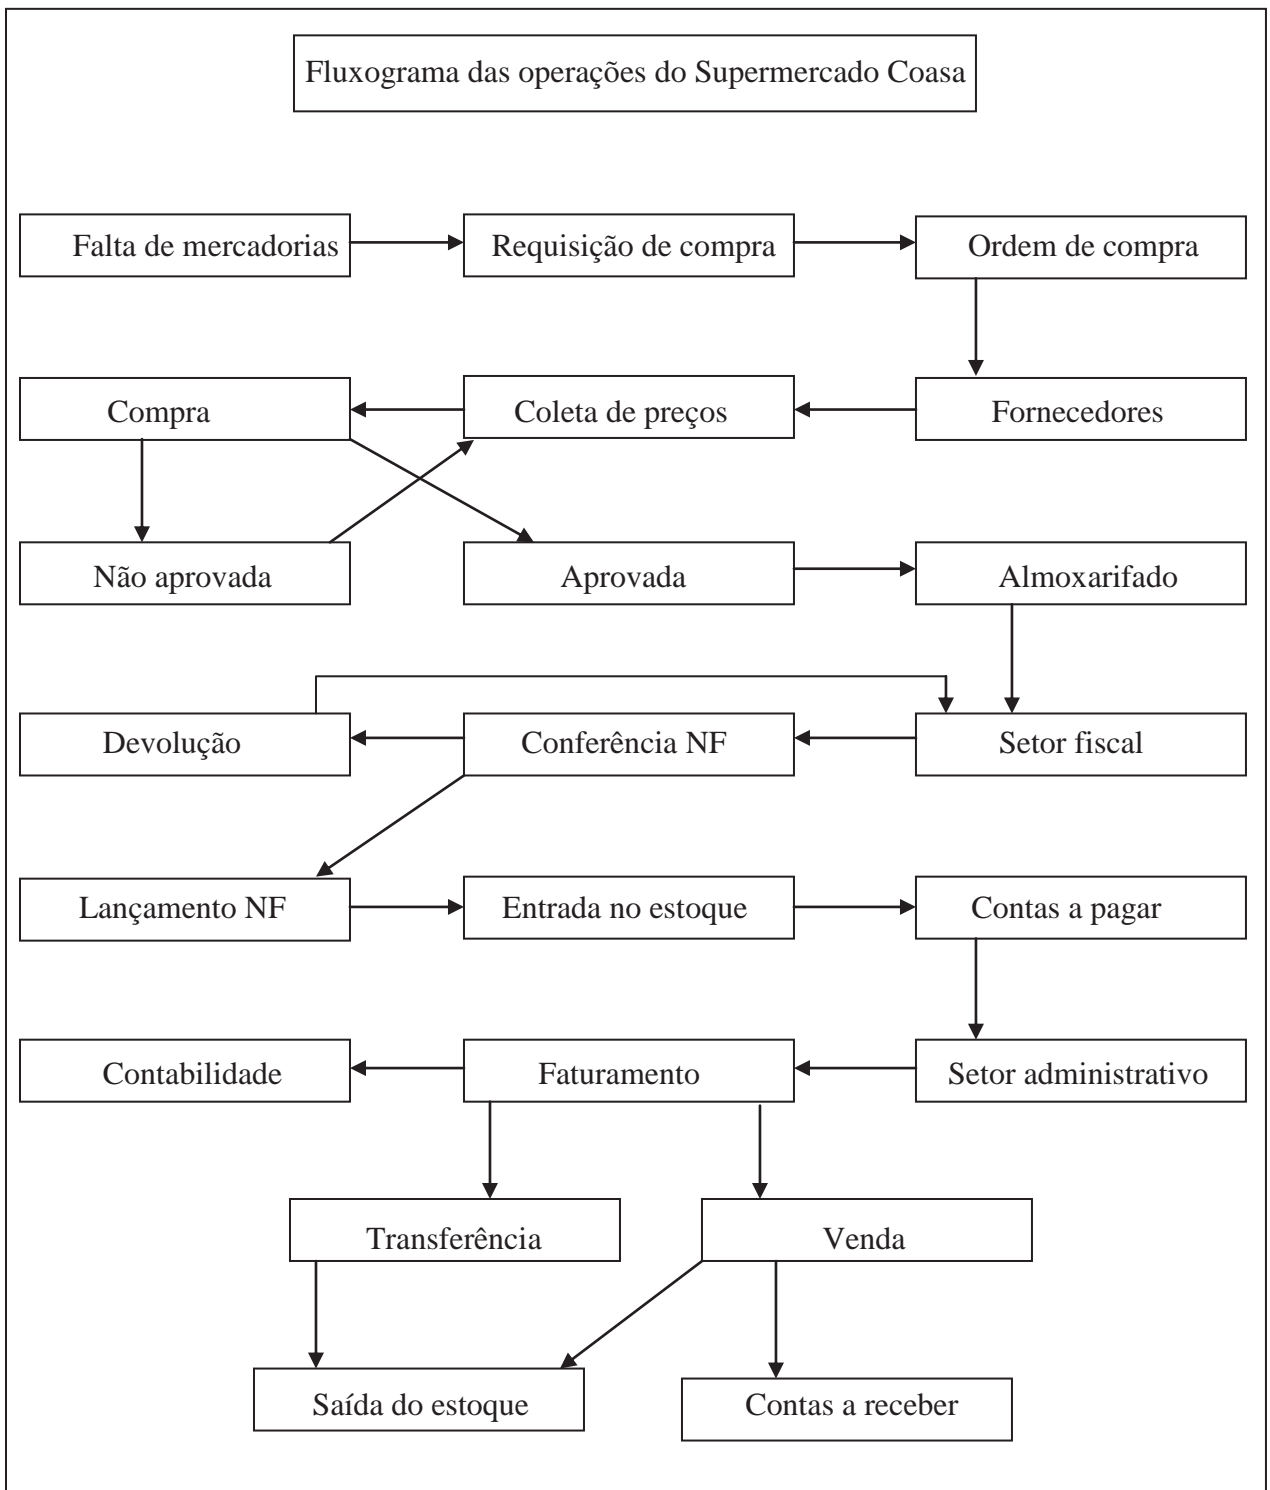 Fluxograma das operações do Supermercado Coasa
Falta de mercadorias
Requisição de compra
Ordem de compra
Compra
Coleta de preços
Fornecedores
Não aprovada
Aprovada
Almoxarifado
Devolução
Conferência NF
Setor fiscal
Lançamento NF
Entrada no estoque
Contas a pagar
Contabilidade
Faturamento
Setor administrativo
Transferência
Venda
Saída do estoque
Contas a receber